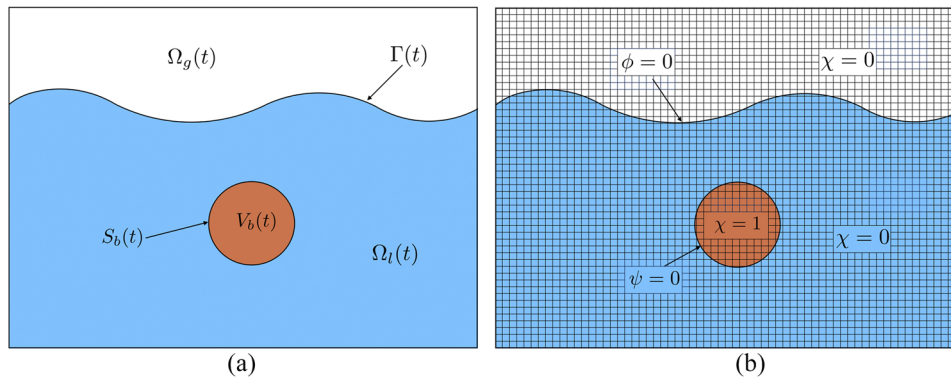 Ω_g(t)
Γ(t)
S_b(t)
V_b(t)
Ω_l(t)
(a)
ϕ = 0
χ = 0
χ = 1
χ = 0
ψ = 0
(b)